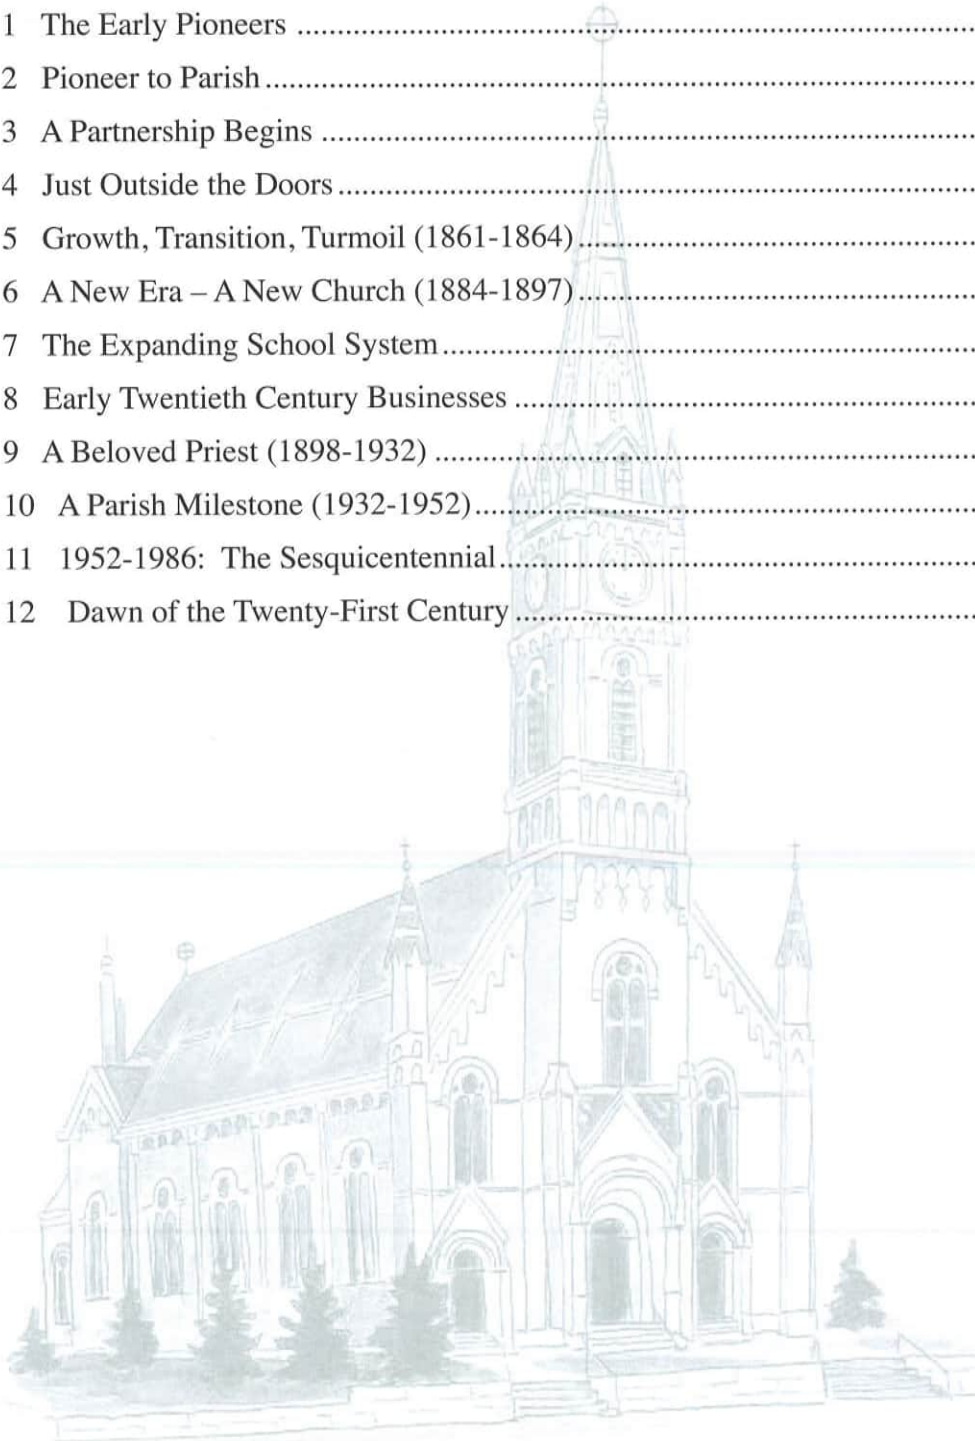 1 The Early Pioneers ................................................................................
2 Pioneer to Parish ................................................................................
3 A Partnership Begins ................................................................................
4 Just Outside the Doors ................................................................................
5 Growth, Transition, Turmoil (1861-1864) ..................................................
6 A New Era – A New Church (1884-1897) ..................................................
7 The Expanding School System ..................................................................
8 Early Twentieth Century Businesses ..........................................................
9 A Beloved Priest (1898-1932) ....................................................................
10 A Parish Milestone (1932-1952) ..............................................................
11 1952-1986: The Sesquicentennial ............................................................
12 Dawn of the Twenty-First Century ..........................................................